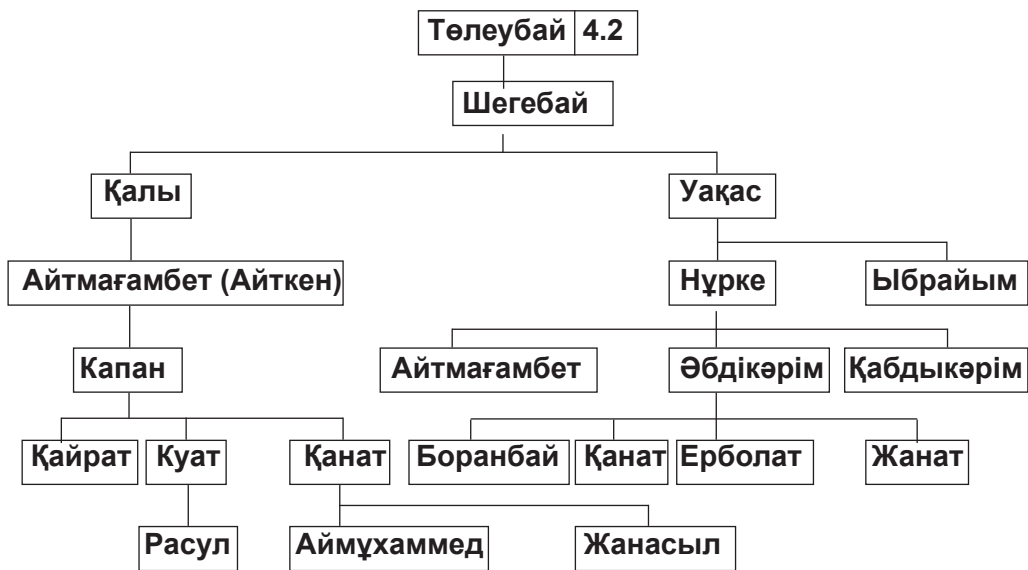 Төлеубай 4.2
Шегебай
Қалы Уақас
Айтмағамбет (Айткен) Нұрке Ыбрайым
Капан Айтмағамбет Әбдікәрім Қабдыкәрім
Қайрат Куат Қанат Боранбай Қанат Ерболат Жанат
Расул Аймұхаммед Жанасыл